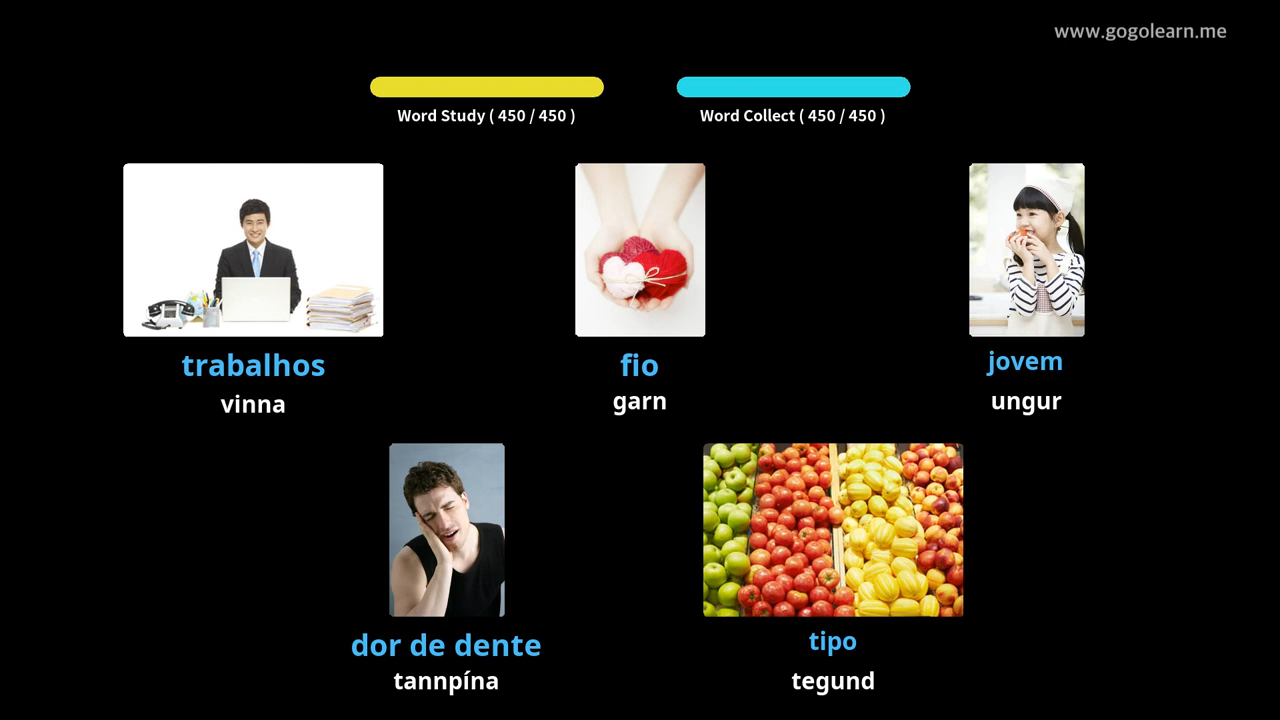 www.gogolearn.me
Word Study ( 450 / 450 )
Word Collect ( 450 / 450 )
trabalhos
vinna
fio
garn
jovem
ungur
dor de dente
tannpína
tipo
tegund